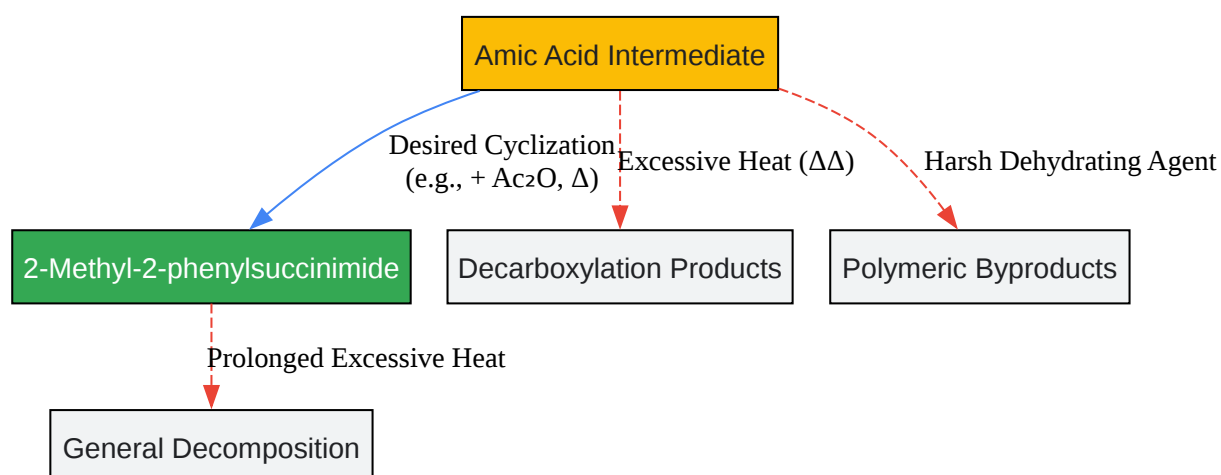 Amic Acid Intermediate
Desired Cyclization
(e.g., + Ac₂O, Δ)
Excessive Heat (ΔΔ)
Harsh Dehydrating Agent
2-Methyl-2-phenylsuccinimide
Decarboxylation Products
Polymeric Byproducts
Prolonged Excessive Heat
General Decomposition